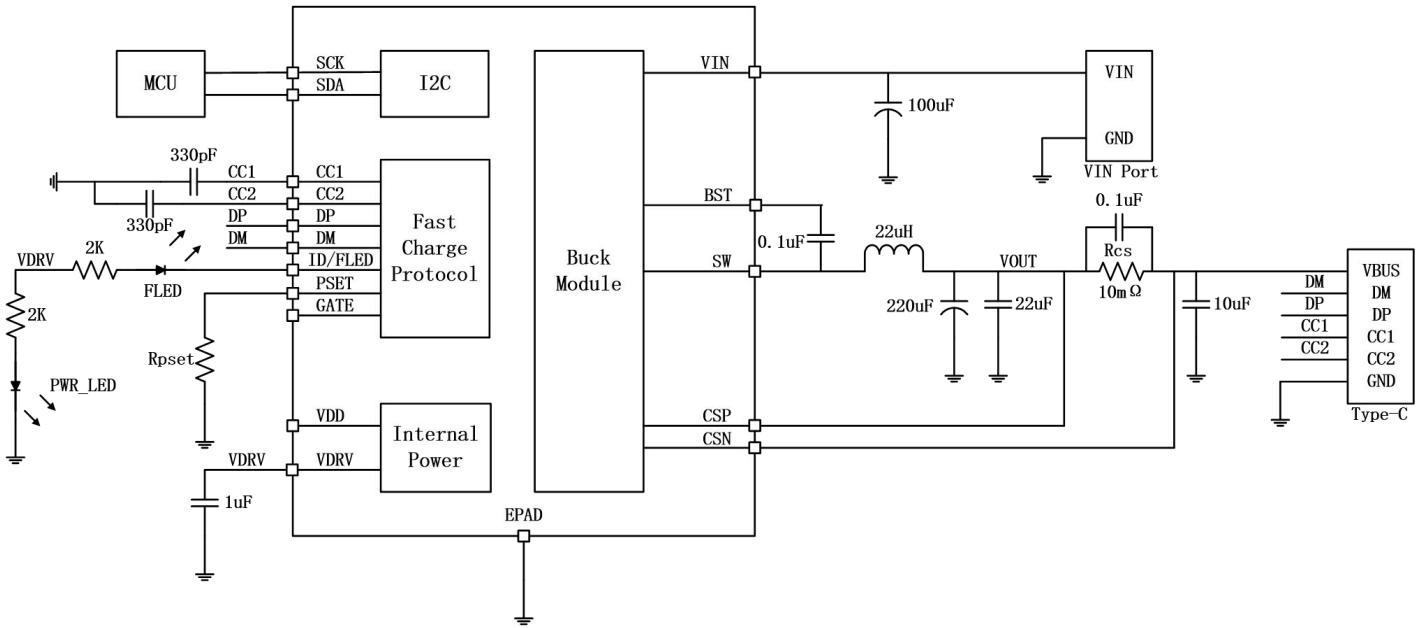 MCU
SCK
SDA
I2C
330pF
CC1
CC1
CC2
CC2
330pF
DP
DP
DM
DM
Fast
Charge
Protocol
VDRV
2K
FLED
ID/FLED
PSET
GATE
2K
PWR_LED
Rpset
VDD
VDRV
VDRV
Internal
Power
1uF
EPAD
Buck
Module
VIN
BST
SW
CSP
CSN
100uF
VIN
GND
VIN Port
0.1uF
22uH
VOUT
0.1uF
Rcs
10mΩ
220uF
22uF
10uF
DM
DP
CC1
CC2
VBUS
DM
DP
CC1
CC2
GND
Type-C